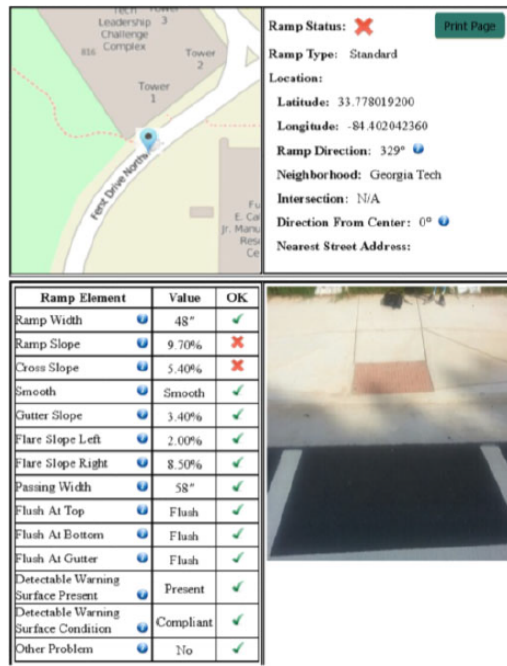 Tech Tower 3
Leadership
Challenge
Complex
816
Tower
2
Tower
1
Ferst Drive North
E. Ca
Jr. Manu
Res
Ce
Ramp Status:
Print Page
Ramp Type: Standard
Location:
Latitude: 33.778019200
Longitude: -84.402042360
Ramp Direction: 329°
Neighborhood: Georgia Tech
Intersection: N/A
Direction From Center: 0°
Nearest Street Address:
Ramp Element Value OK
Ramp Width 48"
Ramp Slope 9.70%
Cross Slope 5.40%
Smooth Smooth
Gutter Slope 3.40%
Flare Slope Left 2.00%
Flare Slope Right 8.50%
Passing Width 58"
Flush At Top Flush
Flush At Bottom Flush
Flush At Gutter Flush
Detectable Warning
Surface Present Present
Detectable Warning
Surface Condition Compliant
Other Problem No